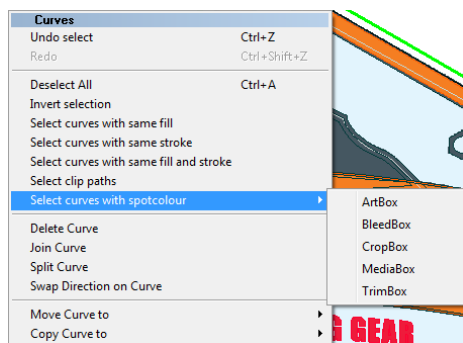 Curves
Undo select Ctrl+Z
Redo Ctrl+Shift+Z
Deselect All Ctrl+A
Invert selection
Select curves with same fill
Select curves with same stroke
Select curves with same fill and stroke
Select clip paths
Select curves with spotcolour
ArtBox
BleedBox
CropBox
MediaBox
TrimBox
Delete Curve
Join Curve
Split Curve
Swap Direction on Curve
Move Curve to
Copy Curve to
G GEAR